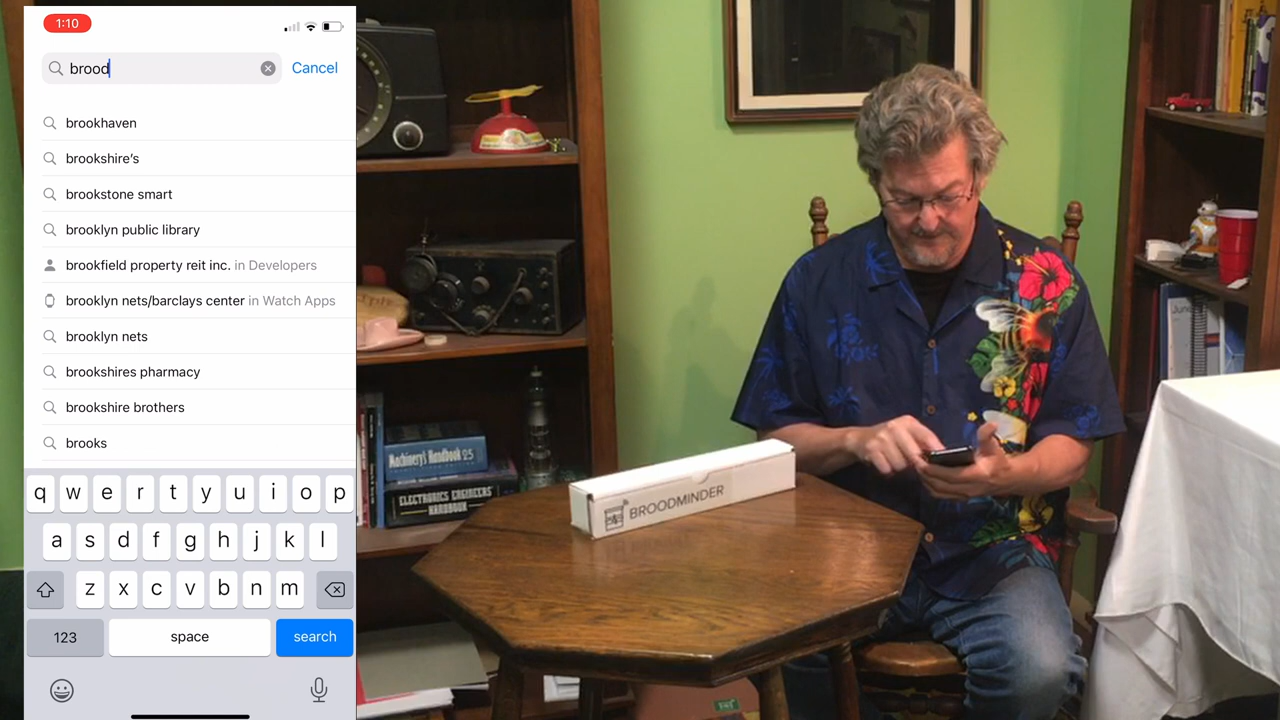 1:10
brood
Cancel
brookhaven
brookshire’s
brookstone smart
brooklyn public library
brookfield property reit inc. in Developers
brooklyn nets/barclays center in Watch Apps
brooklyn nets
brookshires pharmacy
brookshire brothers
brooks
q w e r t y u i o p
a s d f g h j k l
z x c v b n m
123 space search
Machinery's Handbook 25
ELECTRONICS ENGINEERS'
HANDBOOK
BROODMINDER
June